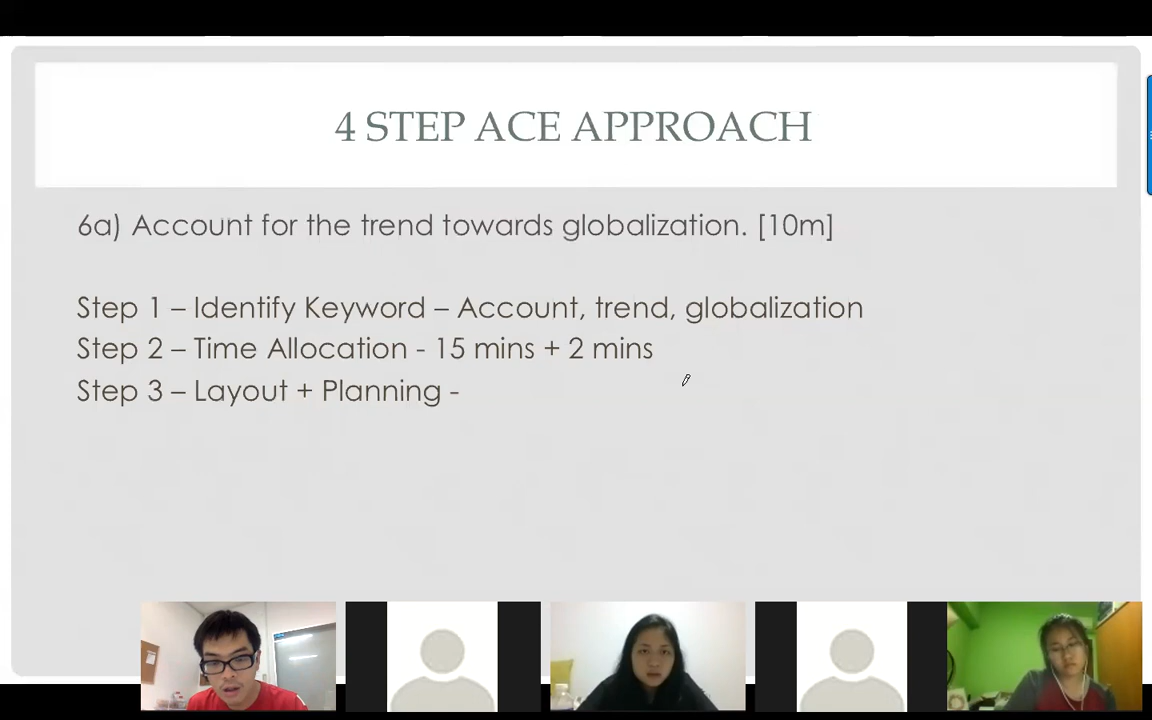 4 STEP ACE APPROACH
6a) Account for the trend towards globalization. [10m]
Step 1 – Identify Keyword – Account, trend, globalization
Step 2 – Time Allocation - 15 mins + 2 mins
Step 3 – Layout + Planning -